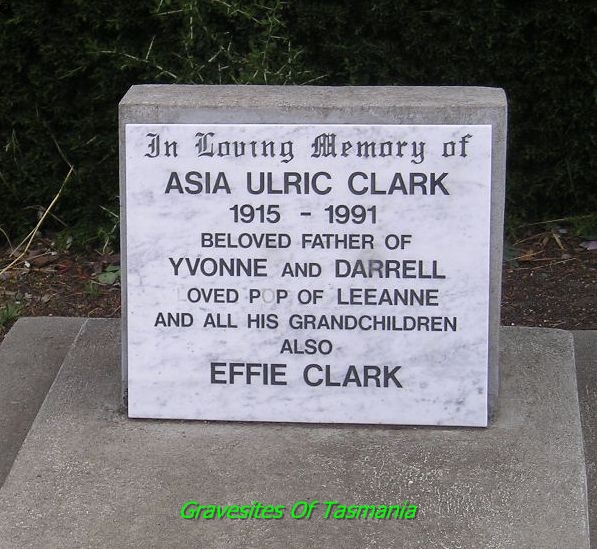 In Loving Memory of
ASIA ULRIC CLARK
1915 - 1991
BELOVED FATHER OF
YVONNE AND DARRELL
LOVED POP OF LEEANNE
AND ALL HIS GRANDCHILDREN
ALSO
EFFIE CLARK
Gravesites Of Tasmania